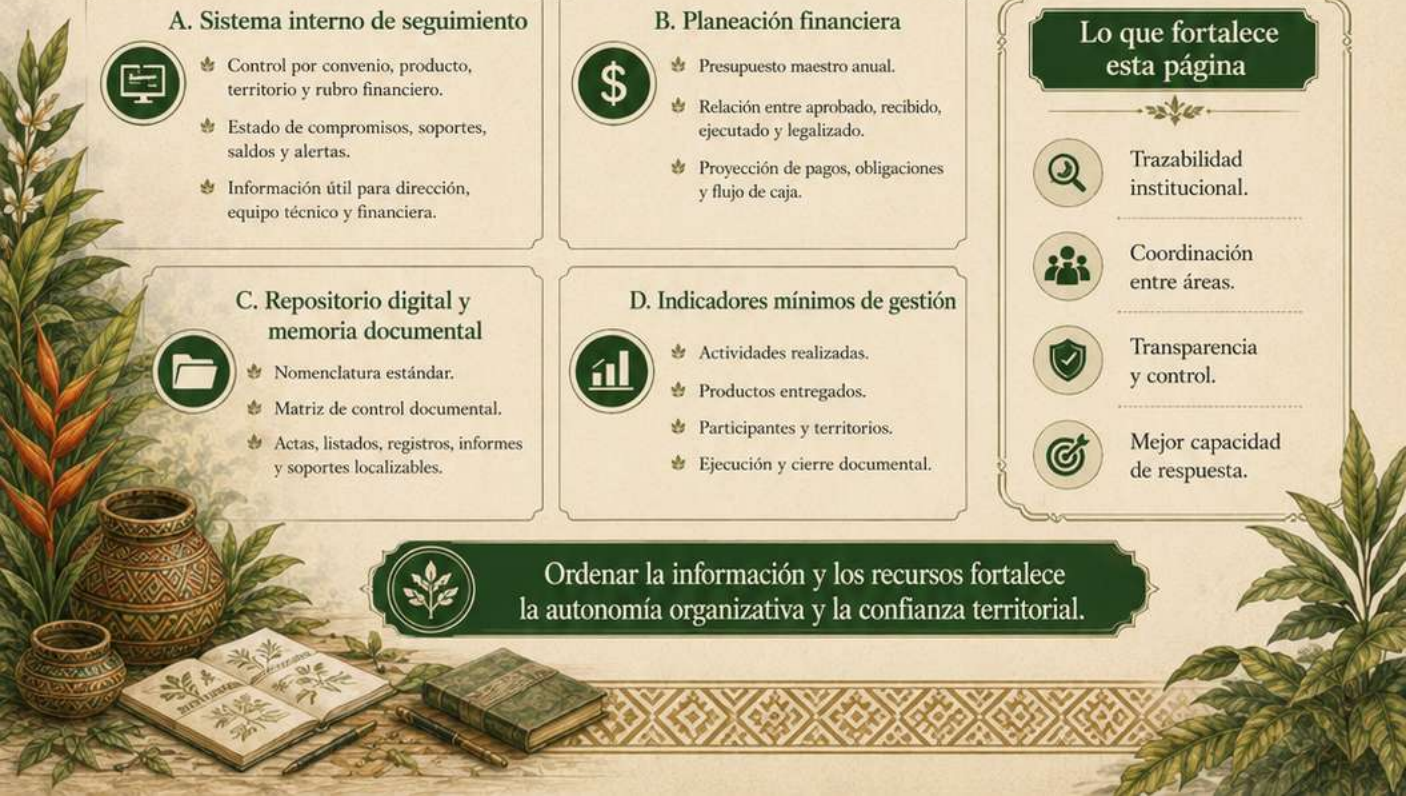 A. Sistema interno de seguimiento
Control por convenio, producto,
territorio y rubro financiero.
Estado de compromisos, soportes,
saldos y alertas.
Información útil para dirección,
equipo técnico y financiera.
B. Planeación financiera
$
Presupuesto maestro anual.
Relación entre aprobado, recibido,
ejecutado y legalizado.
Proyección de pagos, obligaciones
y flujo de caja.
C. Repositorio digital y
memoria documental
Nomenclatura estándar.
Matriz de control documental.
Actas, listados, registros, informes
y soportes localizables.
D. Indicadores mínimos de gestión
Actividades realizadas.
Productos entregados.
Participantes y territorios.
Ejecución y cierre documental.
Lo que fortalece
esta página
Trazabilidad
institucional.
Coordinación
entre áreas.
Transparencia
y control.
Mejor capacidad
de respuesta.
Ordenar la información y los recursos fortalece
la autonomía organizativa y la confianza territorial.